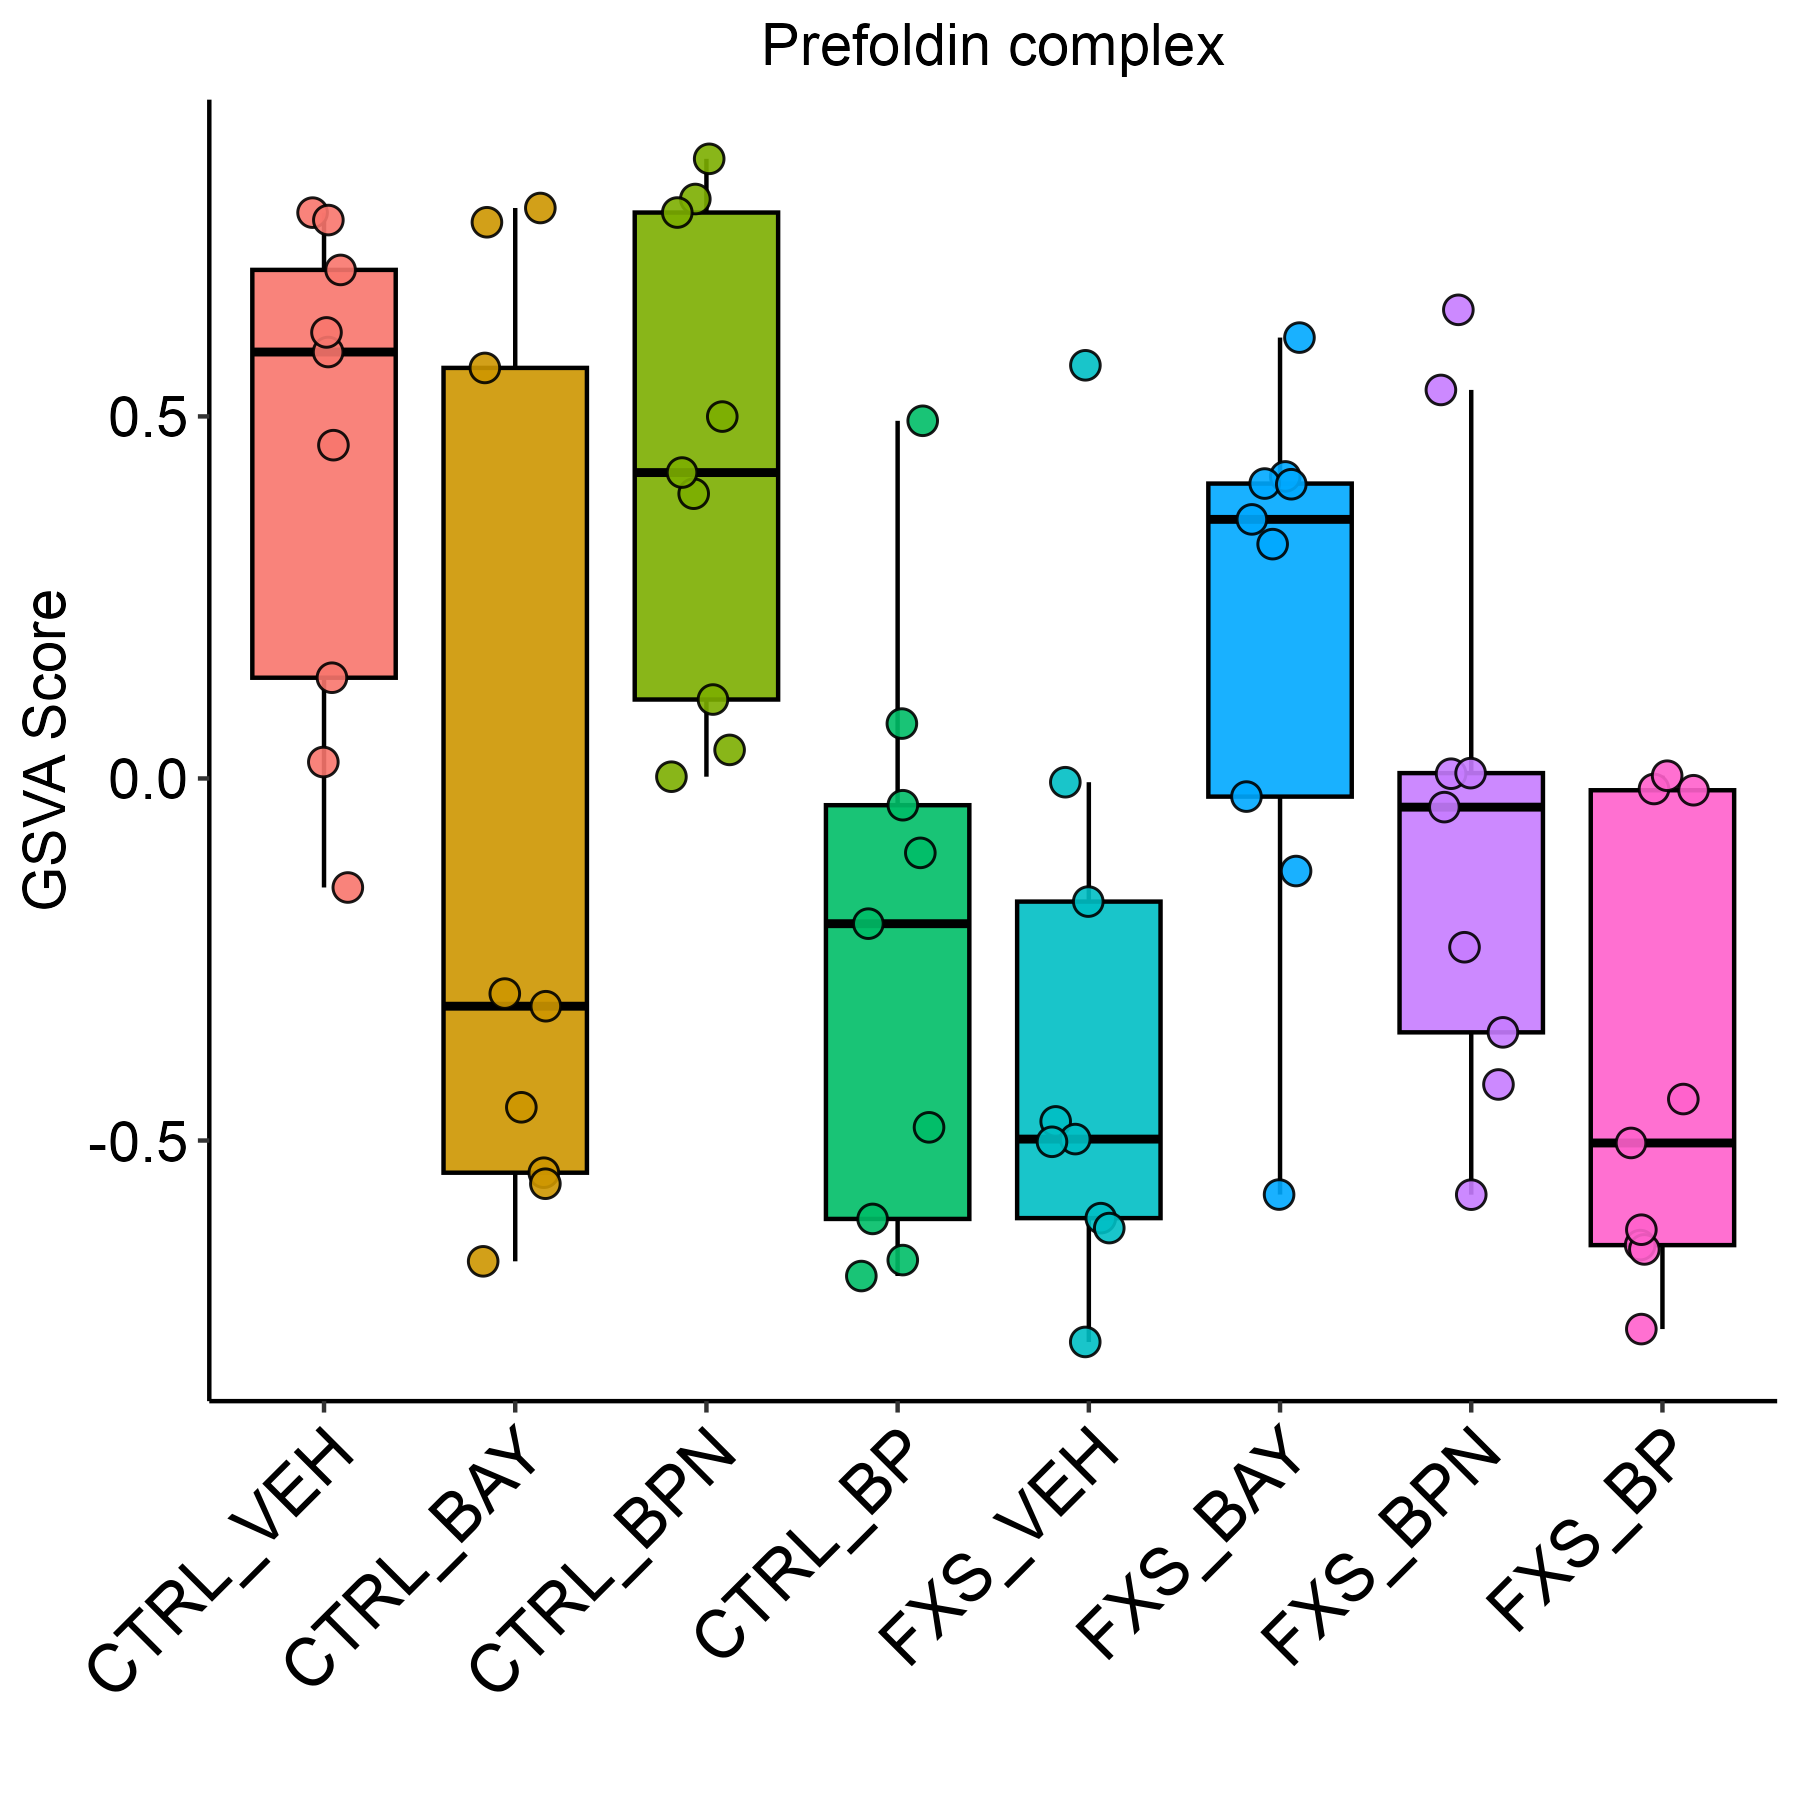 Prefoldin complex
GSVA Score
0.5
0.0
-0.5
CTRL_VEH
CTRL_BAY
CTRL_BPN
CTRL_BP
FXS_VEH
FXS_BAY
FXS_BPN
FXS_BP